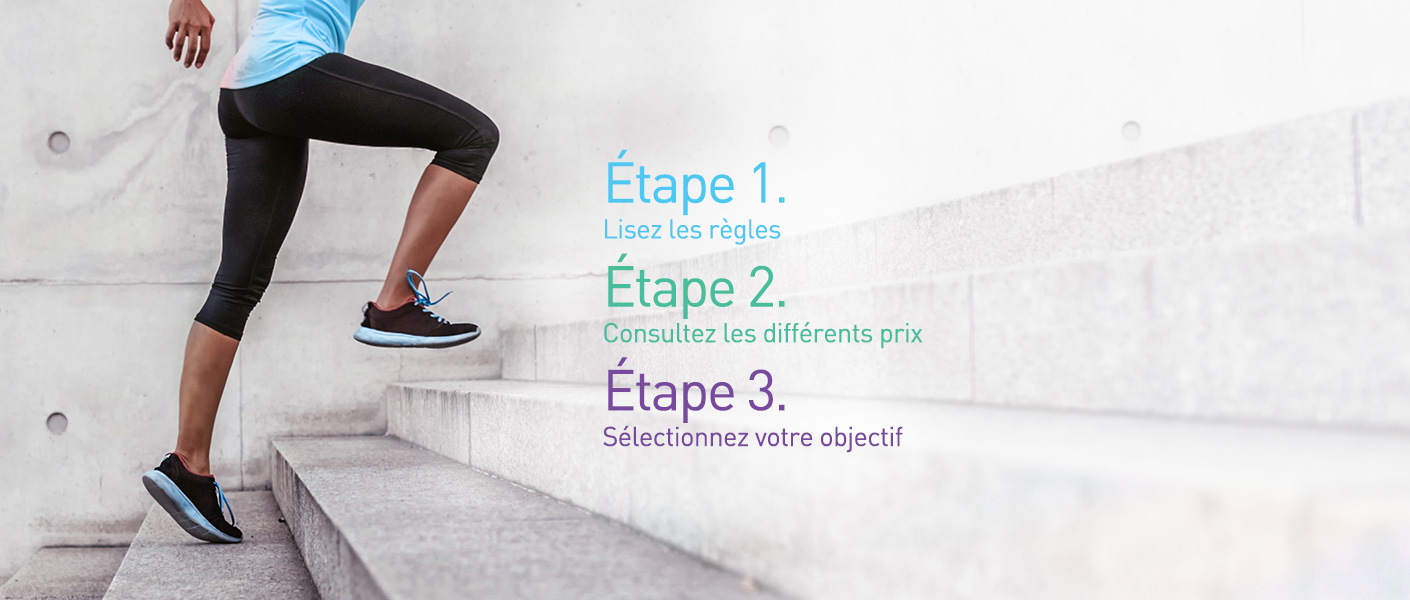 Étape 1.
Lisez les règles
Étape 2.
Consultez les différents prix
Étape 3.
Sélectionnez votre objectif